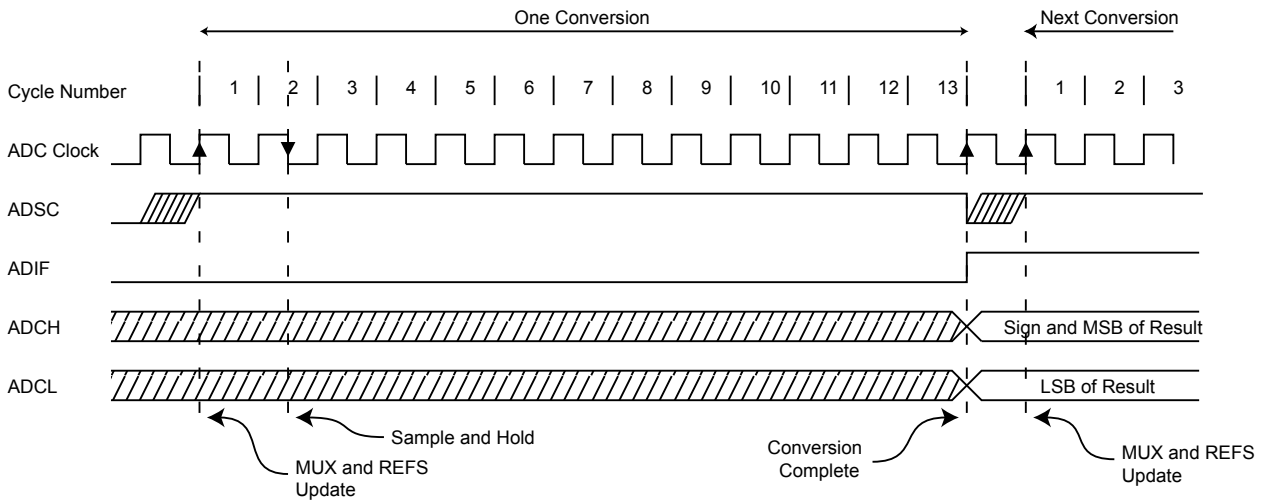 One Conversion
Next Conversion
Cycle Number
1 2 3 4 5 6 7 8 9 10 11 12 13 1 2 3
ADC Clock
ADSC
ADIF
ADCH
Sign and MSB of Result
ADCL
LSB of Result
Sample and Hold
MUX and REFS
Update
Conversion
Complete
MUX and REFS
Update